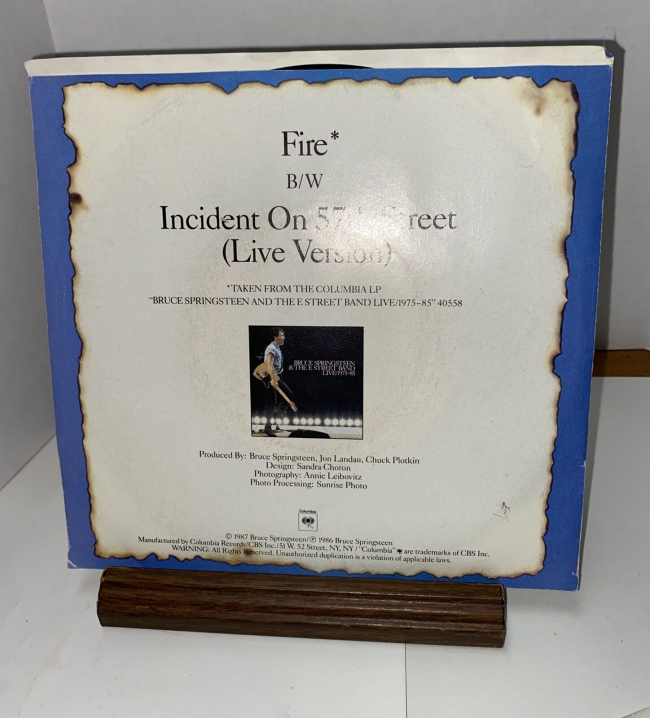 Fire*
B/W
Incident On 57th Street
(Live Version)
*TAKEN FROM THE COLUMBIA LP
"BRUCE SPRINGSTEEN AND THE E STREET BAND LIVE/1975–85" 40558
BRUCE SPRINGSTEEN
& THE E STREET BAND
LIVE/1975–85
Produced By: Bruce Springsteen, Jon Landau, Chuck Plotkin
Design: Sandra Choron
Photography: Annie Leibovitz
Photo Processing: Sunrise Photo
Columbia
© 1987 Bruce Springsteen/℗ 1986 Bruce Springsteen
Manufactured by Columbia Records/CBS Inc./51 W. 52 Street, NY, NY / "Columbia" are trademarks of CBS Inc.
WARNING: All Rights Reserved. Unauthorized duplication is a violation of applicable laws.